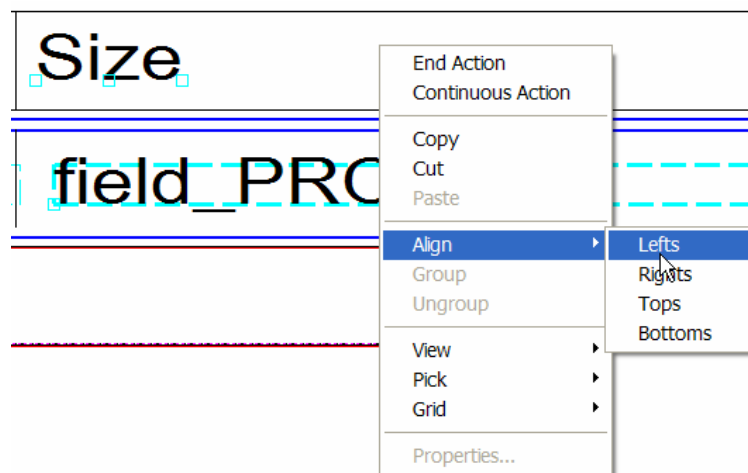 Size
field_PRO
End Action
Continuous Action
Copy
Cut
Paste
Align
Group
Ungroup
View
Pick
Grid
Properties...
Lefts
Rights
Tops
Bottoms